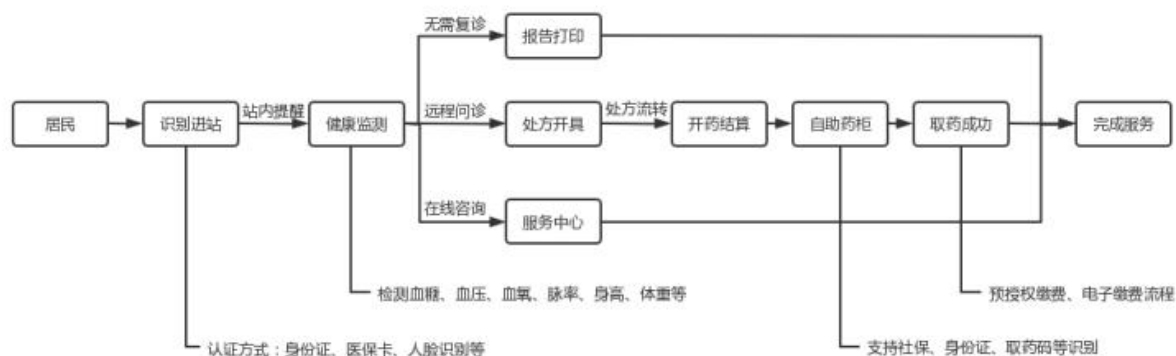 无需复诊
报告打印
居民
识别进站
站内提醒
健康监测
远程问诊
处方开具
处方流转
开药结算
自助药柜
取药成功
完成服务
在线咨询
服务中心
检测血糖、血压、血氧、脉率、身高、体重等
预授权缴费、电子缴费流程
认证方式：身份证、医保卡、人脸识别等
支持社保、身份证、取药码等识别